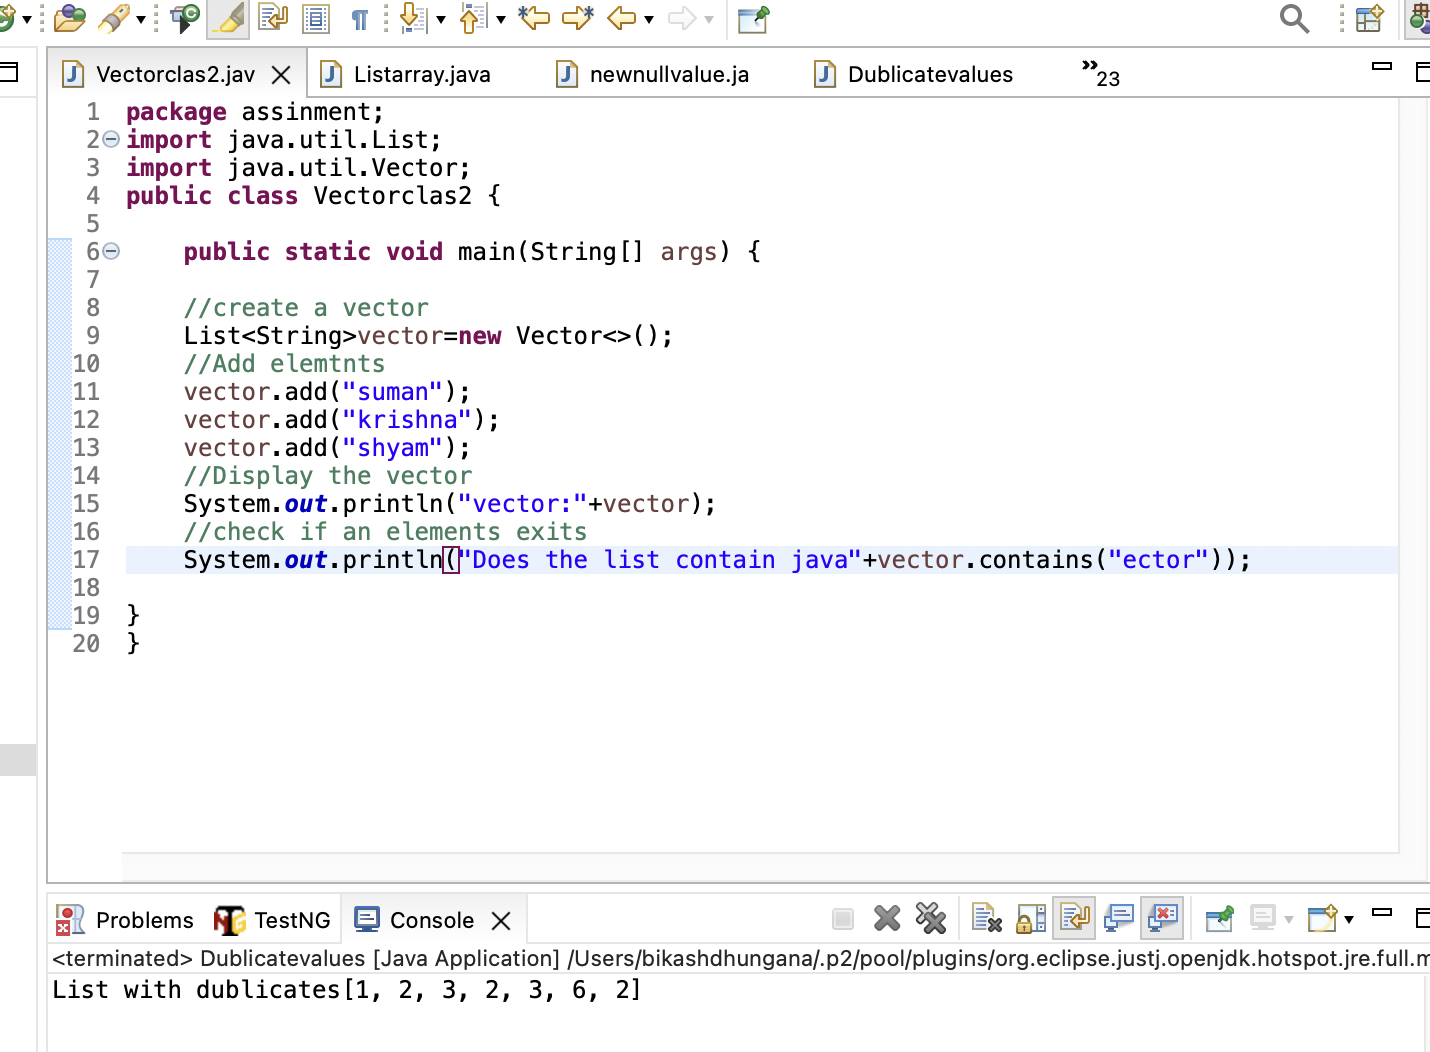 Vectorclas2.jav Listarray.java newnullvalue.ja Dublicatevalues »23
1 package assinment;
2 import java.util.List;
3 import java.util.Vector;
4 public class Vectorclas2 {
5
6 public static void main(String[] args) {
7
8 //create a vector
9 List<String>vector=new Vector<>();
10 //Add elemtnts
11 vector.add("suman");
12 vector.add("krishna");
13 vector.add("shyam");
14 //Display the vector
15 System.out.println("vector:"+vector);
16 //check if an elements exits
17 System.out.println("Does the list contain java"+vector.contains("ector"));
18
19 }
20 }
Problems TestNG Console
<terminated> Dublicatevalues [Java Application] /Users/bikashdhungana/.p2/pool/plugins/org.eclipse.justj.openjdk.hotspot.jre.full.m
List with dublicates[1, 2, 3, 2, 3, 6, 2]